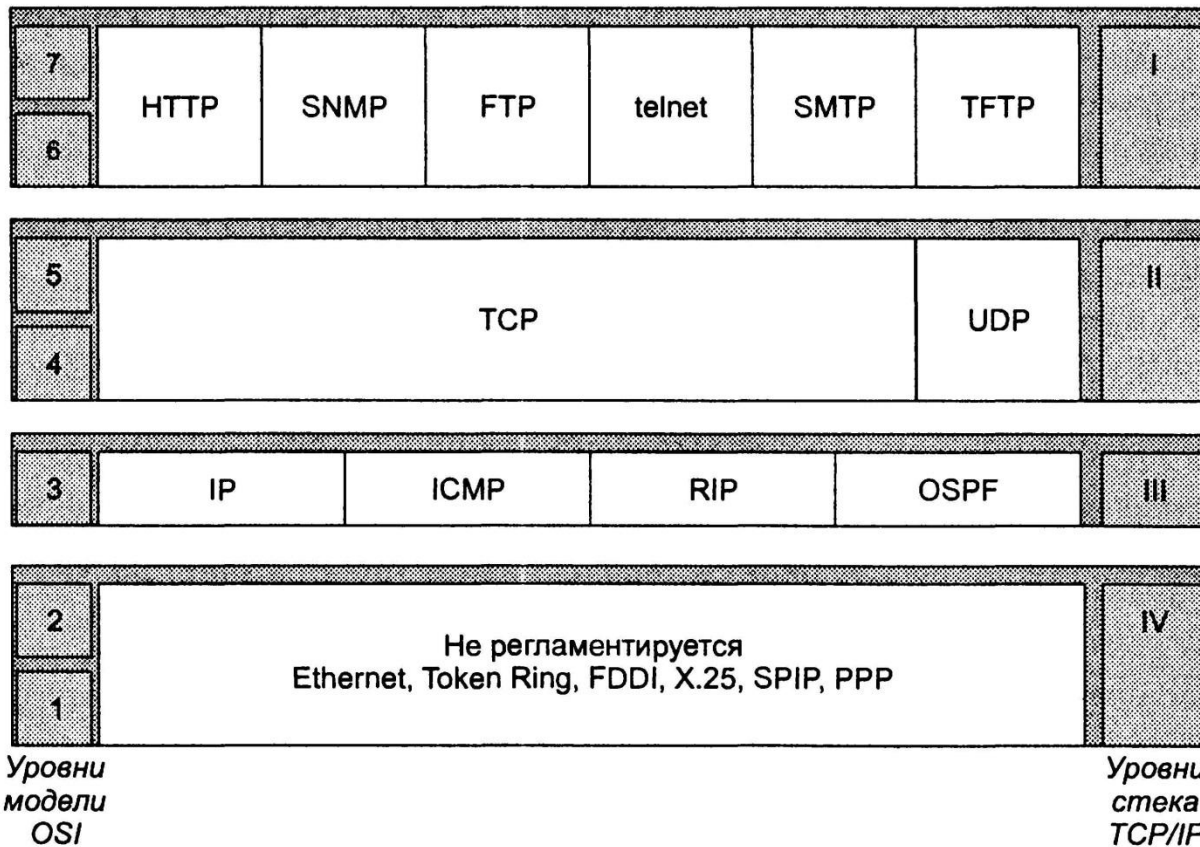 7
6
HTTP
SNMP
FTP
telnet
SMTP
TFTP
I
5
4
TCP
UDP
II
3
IP
ICMP
RIP
OSPF
III
2
1
Не регламентируется
Ethernet, Token Ring, FDDI, X.25, SPIP, PPP
IV
Уровни
модели
OSI
Уровни
стека
TCP/IP